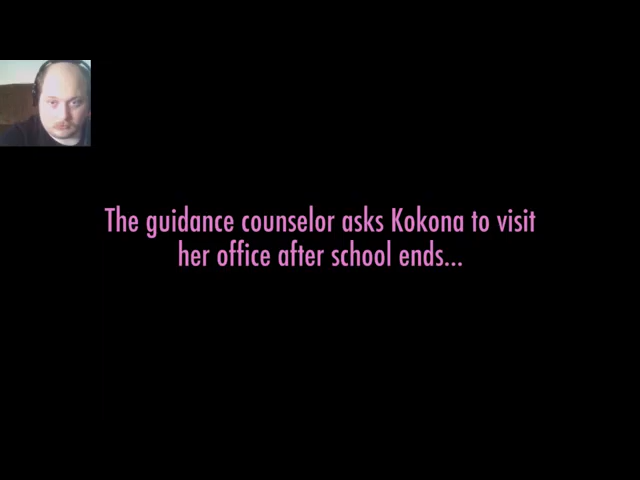 The guidance counselor asks Kokona to visit
her office after school ends...